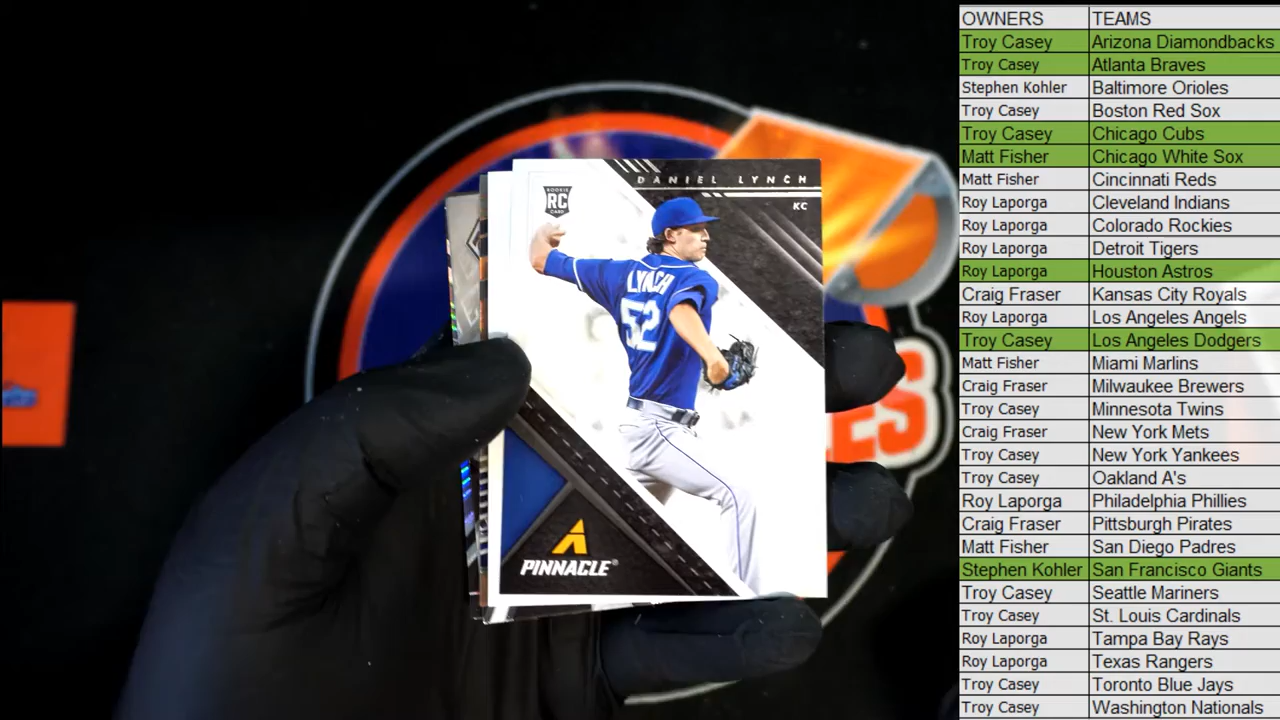 DANIEL LYNCH
KC
ROOKIE
RC
CARD
LYNCH
52
PINNACLE®
ES
OWNERS TEAMS
Troy Casey Arizona Diamondbacks
Troy Casey Atlanta Braves
Stephen Kohler Baltimore Orioles
Troy Casey Boston Red Sox
Troy Casey Chicago Cubs
Matt Fisher Chicago White Sox
Matt Fisher Cincinnati Reds
Roy Laporga Cleveland Indians
Roy Laporga Colorado Rockies
Roy Laporga Detroit Tigers
Roy Laporga Houston Astros
Craig Fraser Kansas City Royals
Roy Laporga Los Angeles Angels
Troy Casey Los Angeles Dodgers
Matt Fisher Miami Marlins
Craig Fraser Milwaukee Brewers
Troy Casey Minnesota Twins
Craig Fraser New York Mets
Troy Casey New York Yankees
Troy Casey Oakland A's
Roy Laporga Philadelphia Phillies
Craig Fraser Pittsburgh Pirates
Matt Fisher San Diego Padres
Stephen Kohler San Francisco Giants
Troy Casey Seattle Mariners
Troy Casey St. Louis Cardinals
Roy Laporga Tampa Bay Rays
Roy Laporga Texas Rangers
Troy Casey Toronto Blue Jays
Troy Casey Washington Nationals